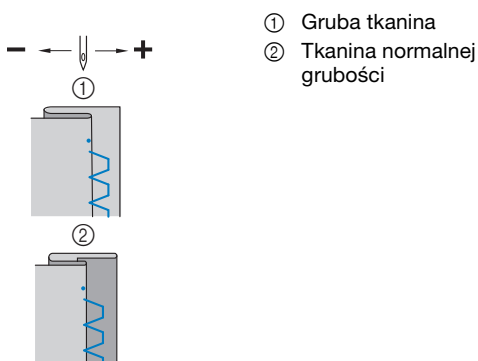 ① Gruba tkanina
② Tkanina normalnej
grubości
− +
①
②